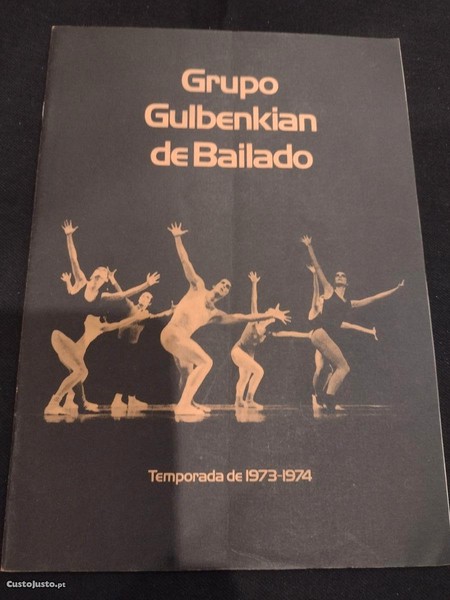 Grupo
Gulbenkian
de Bailado
Temporada de 1973-1974
CustoJusto.pt